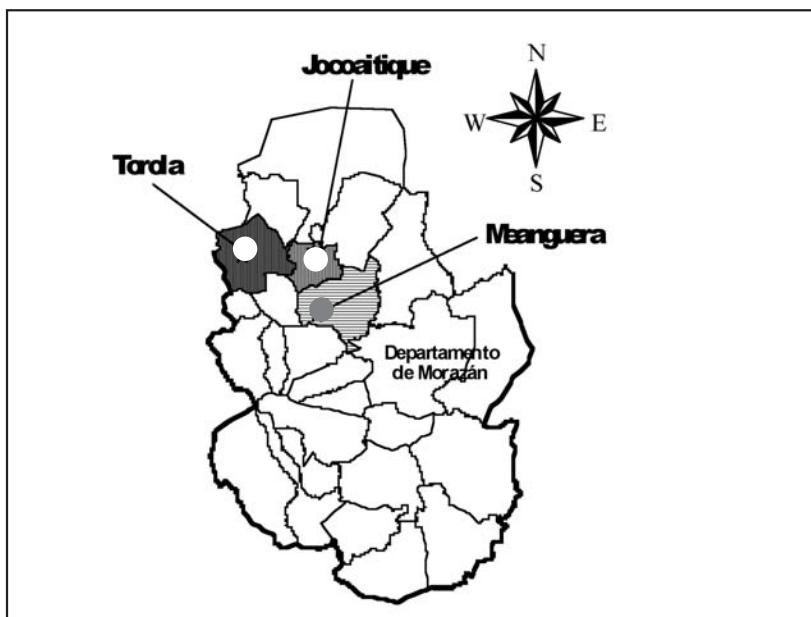 Jocoaitique
N
W E
S
Torola
Meanguera
Departamento
de Morazán